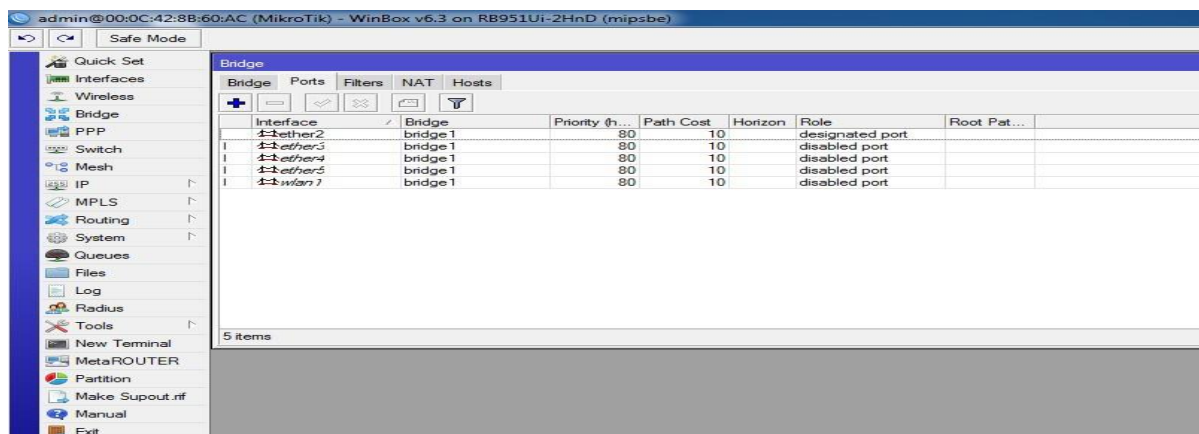 admin@00:0C:42:8B:60:AC (MikroTik) - WinBox v6.3 on RB951Ui-2HnD (mipsbe)
Safe Mode
Quick Set
Interfaces
Wireless
Bridge
PPP
Switch
Mesh
IP
MPLS
Routing
System
Queues
Files
Log
Radius
Tools
New Terminal
MetaROUTER
Partition
Make Supout.rif
Manual
Exit
Bridge
Bridge Ports Filters NAT Hosts
Interface Bridge Priority (h... Path Cost Horizon Role Root Pat...
ether2 bridge1 80 10 designated port
I ether3 bridge1 80 10 disabled port
I ether4 bridge1 80 10 disabled port
I ether5 bridge1 80 10 disabled port
I wlan1 bridge1 80 10 disabled port
5 items